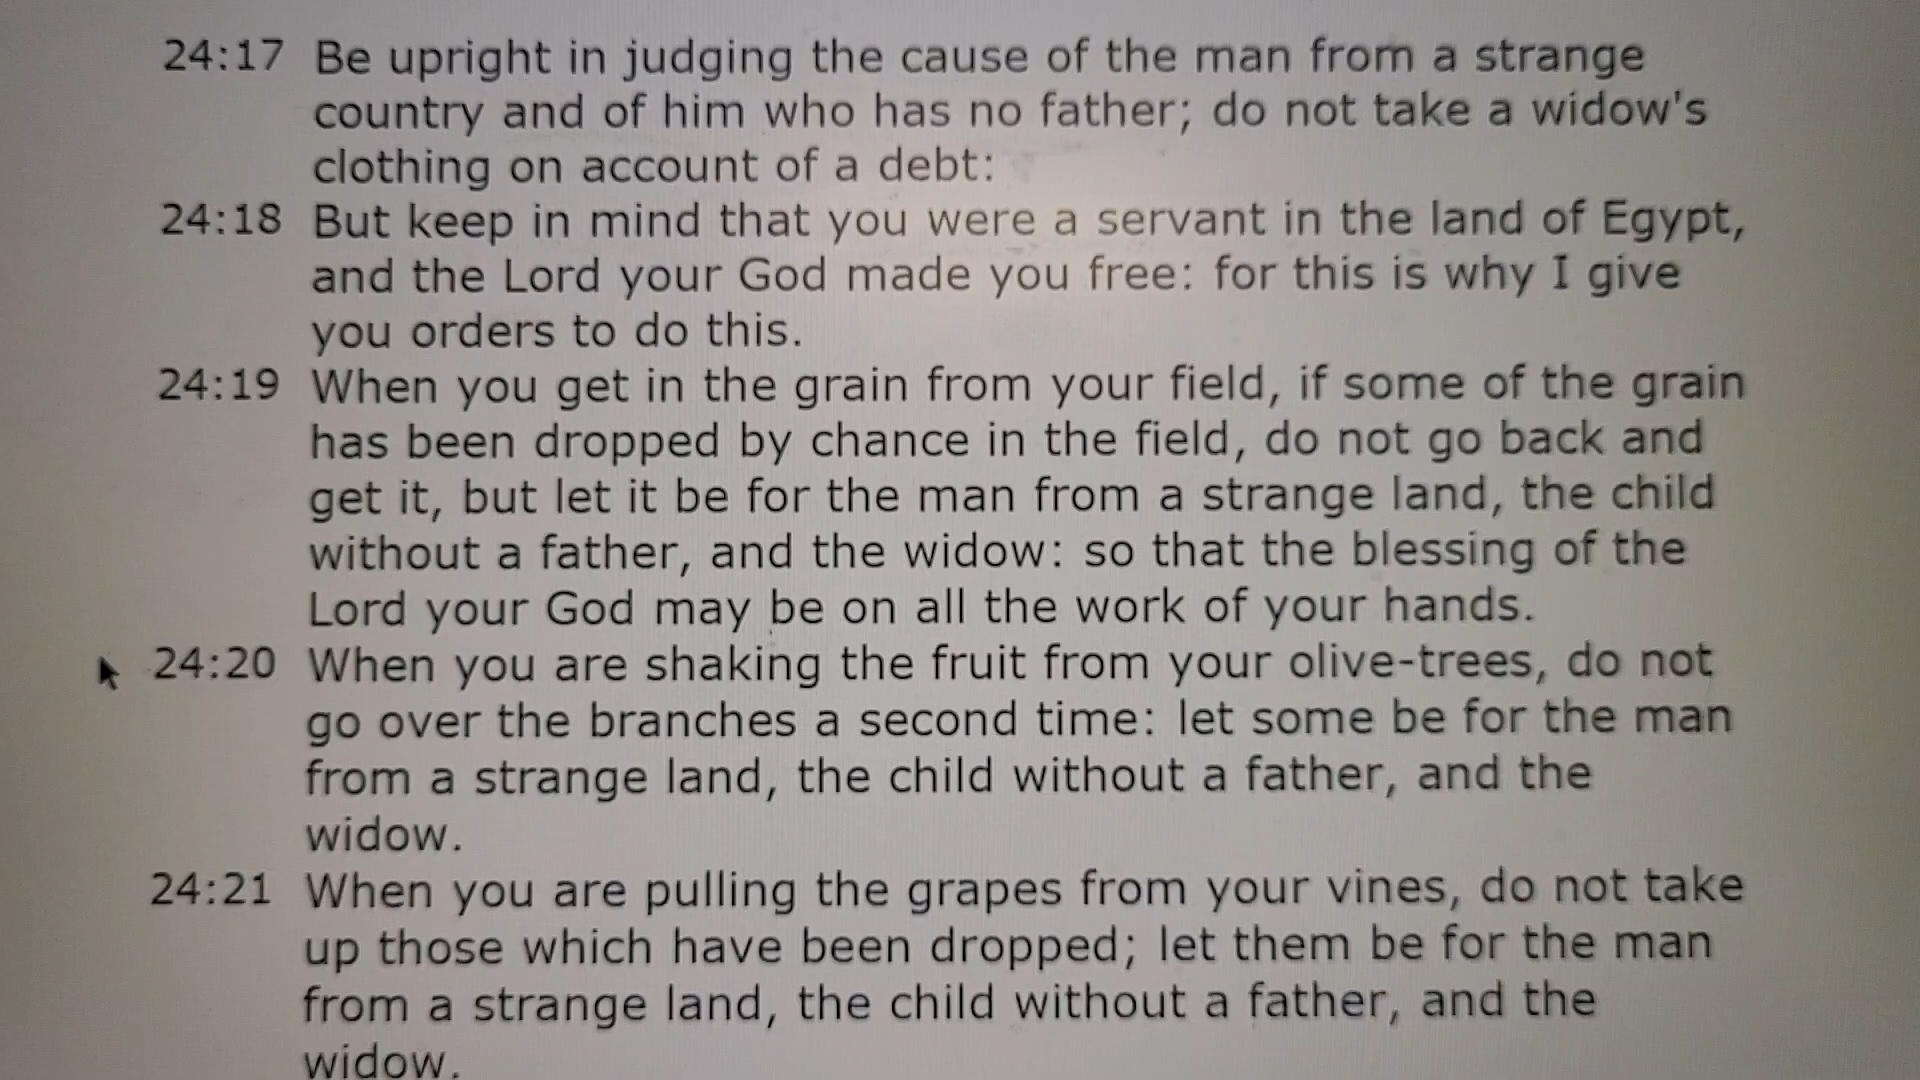 24:17 Be upright in judging the cause of the man from a strange
country and of him who has no father; do not take a widow's
clothing on account of a debt:
24:18 But keep in mind that you were a servant in the land of Egypt,
and the Lord your God made you free: for this is why I give
you orders to do this.
24:19 When you get in the grain from your field, if some of the grain
has been dropped by chance in the field, do not go back and
get it, but let it be for the man from a strange land, the child
without a father, and the widow: so that the blessing of the
Lord your God may be on all the work of your hands.
24:20 When you are shaking the fruit from your olive-trees, do not
go over the branches a second time: let some be for the man
from a strange land, the child without a father, and the
widow.
24:21 When you are pulling the grapes from your vines, do not take
up those which have been dropped; let them be for the man
from a strange land, the child without a father, and the
widow.